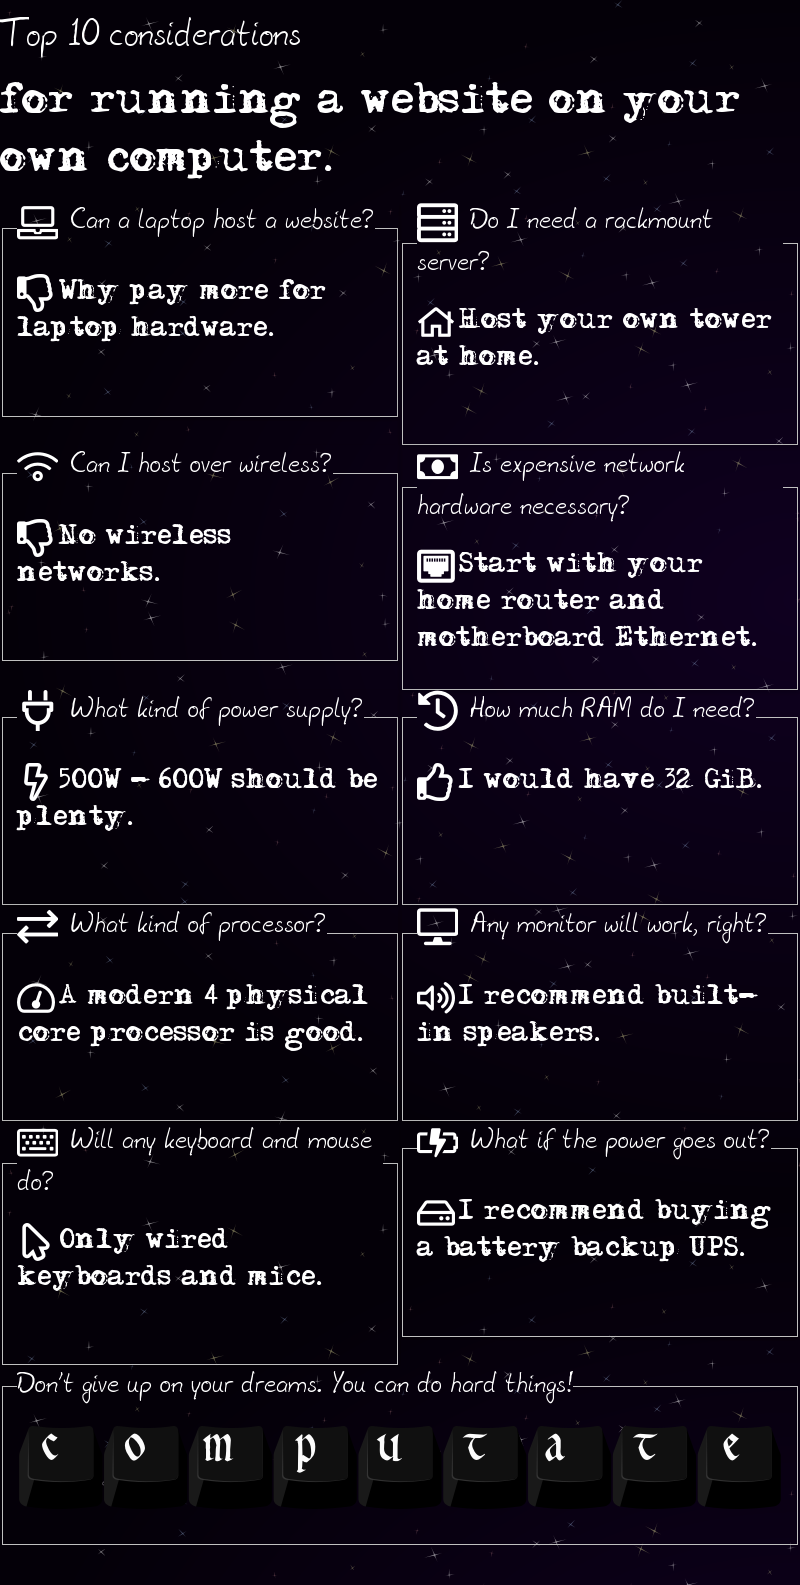 Top 10 considerations
for running a website on your
own computer.
Can a laptop host a website?
Why pay more for
laptop hardware.
Do I need a rackmount
server?
Host your own tower
at home.
Can I host over wireless?
No wireless
networks.
Is expensive network
hardware necessary?
Start with your
home router and
motherboard Ethernet.
What kind of power supply?
500W - 600W should be
plenty.
How much RAM do I need?
I would have 32 GiB.
What kind of processor?
A modern 4 physical
core processor is good.
Any monitor will work, right?
I recommend built-
in speakers.
Will any keyboard and mouse
do?
Only wired
keyboards and mice.
What if the power goes out?
I recommend buying
a battery backup UPS.
Don't give up on your dreams. You can do hard things!
c o m p u t a t e